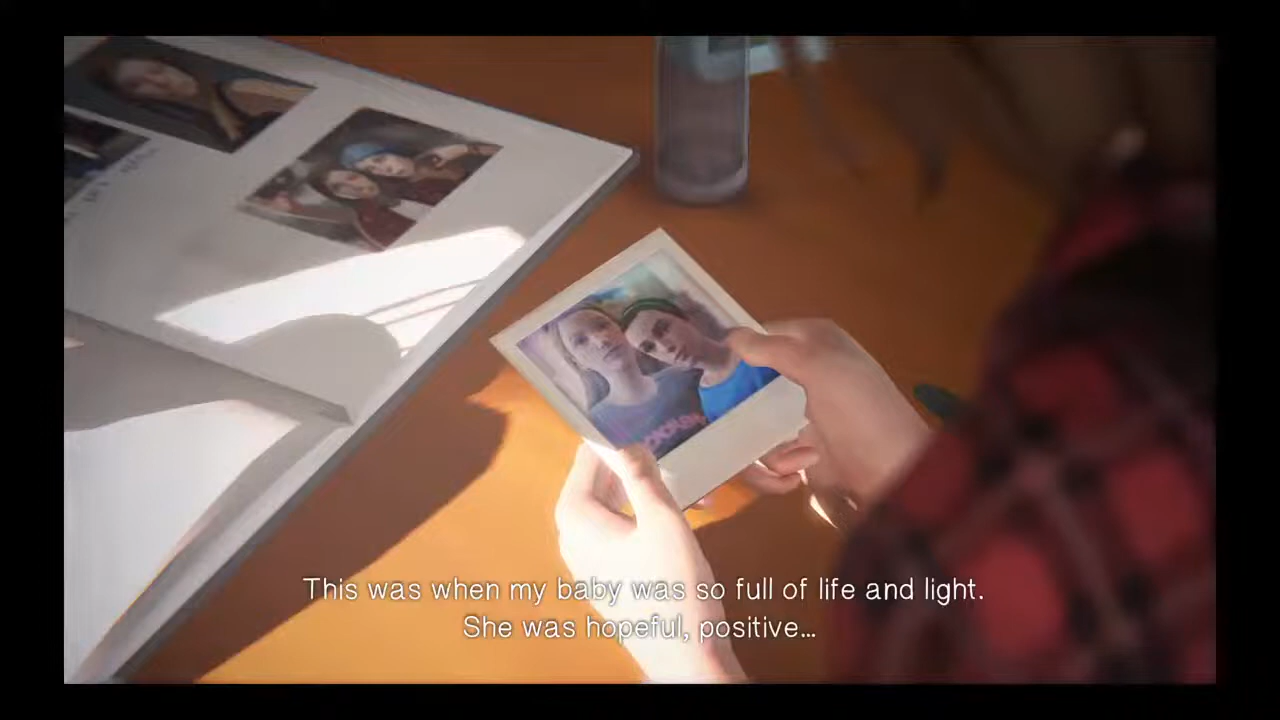 This was when my baby was so full of life and light.
She was hopeful, positive...